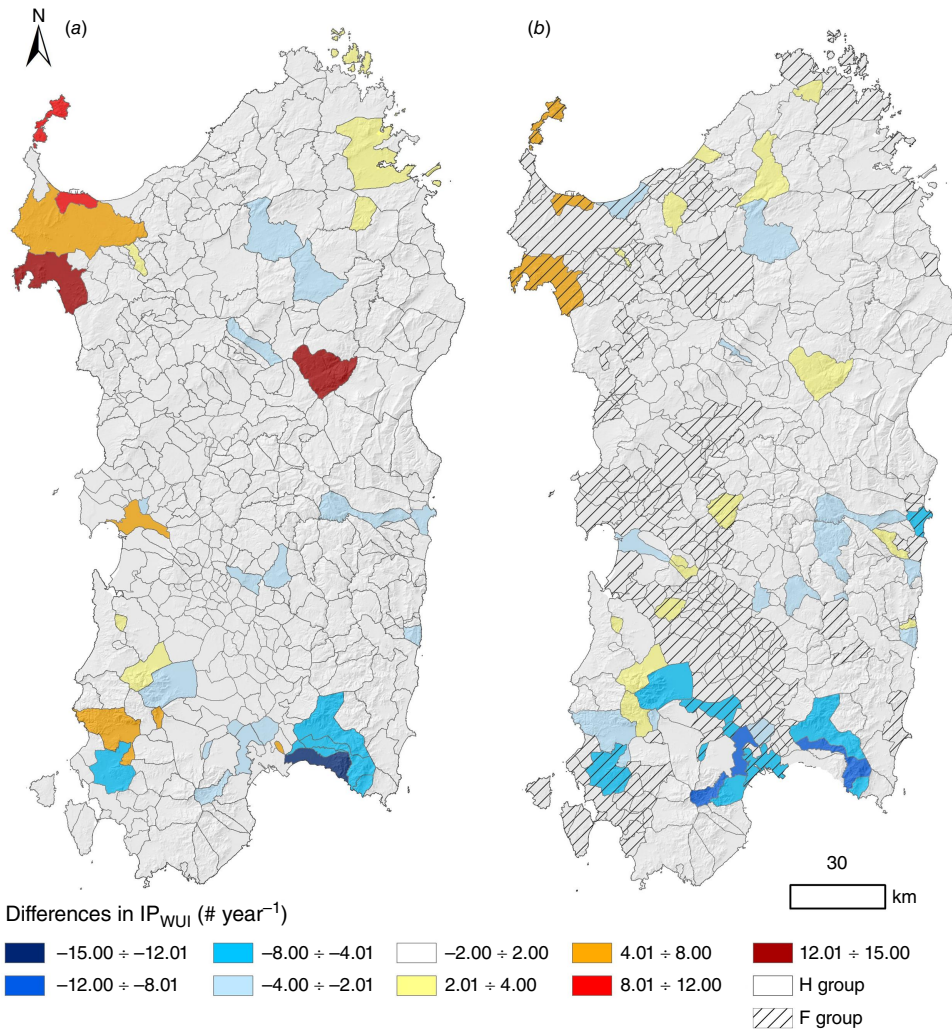 N
(a)
(b)
30
km
Differences in IP_WUI (# year⁻¹)
−15.00 ÷ −12.01
−8.00 ÷ −4.01
−2.00 ÷ 2.00
4.01 ÷ 8.00
12.01 ÷ 15.00
−12.00 ÷ −8.01
−4.00 ÷ −2.01
2.01 ÷ 4.00
8.01 ÷ 12.00
H group
F group